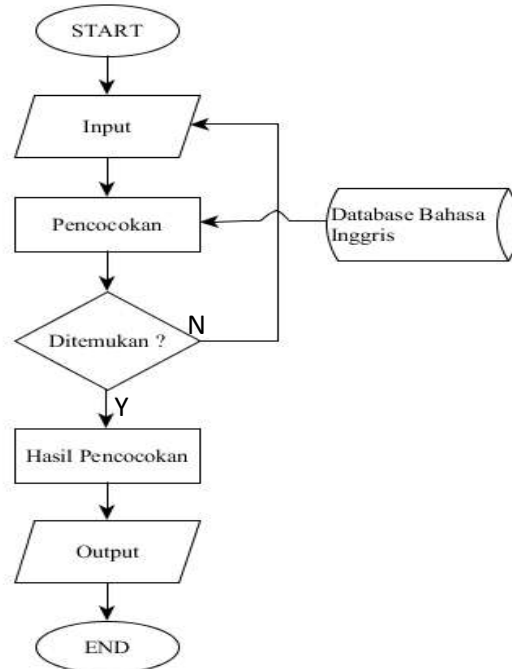 START
Input
Pencocokan
Database Bahasa
Inggris
Ditemukan ?
N
Y
Hasil Pencocokan
Output
END